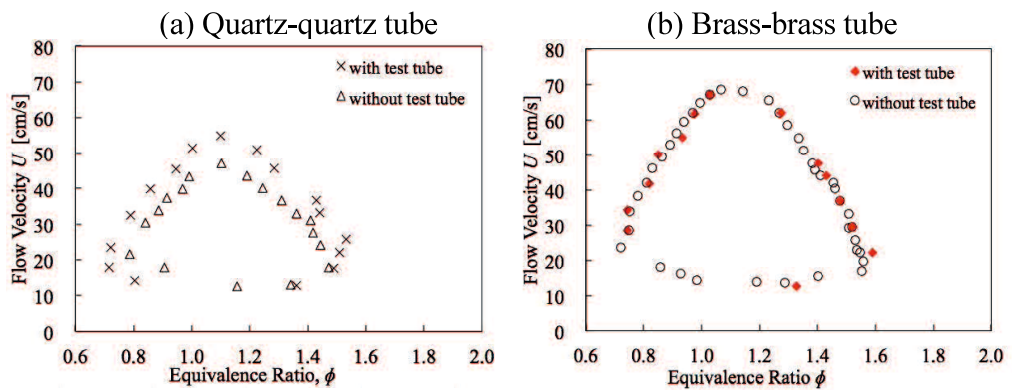 (a) Quartz-quartz tube
80
70
60
50
40
30
20
10
0
Flow Velocity U [cm/s]
with test tube
without test tube
0.6 0.8 1.0 1.2 1.4 1.6 1.8 2.0
Equivalence Ratio, ϕ
(b) Brass-brass tube
80
70
60
50
40
30
20
10
0
Flow Velocity U [cm/s]
with test tube
without test tube
0.6 0.8 1.0 1.2 1.4 1.6 1.8 2.0
Equivalence Ratio ϕ